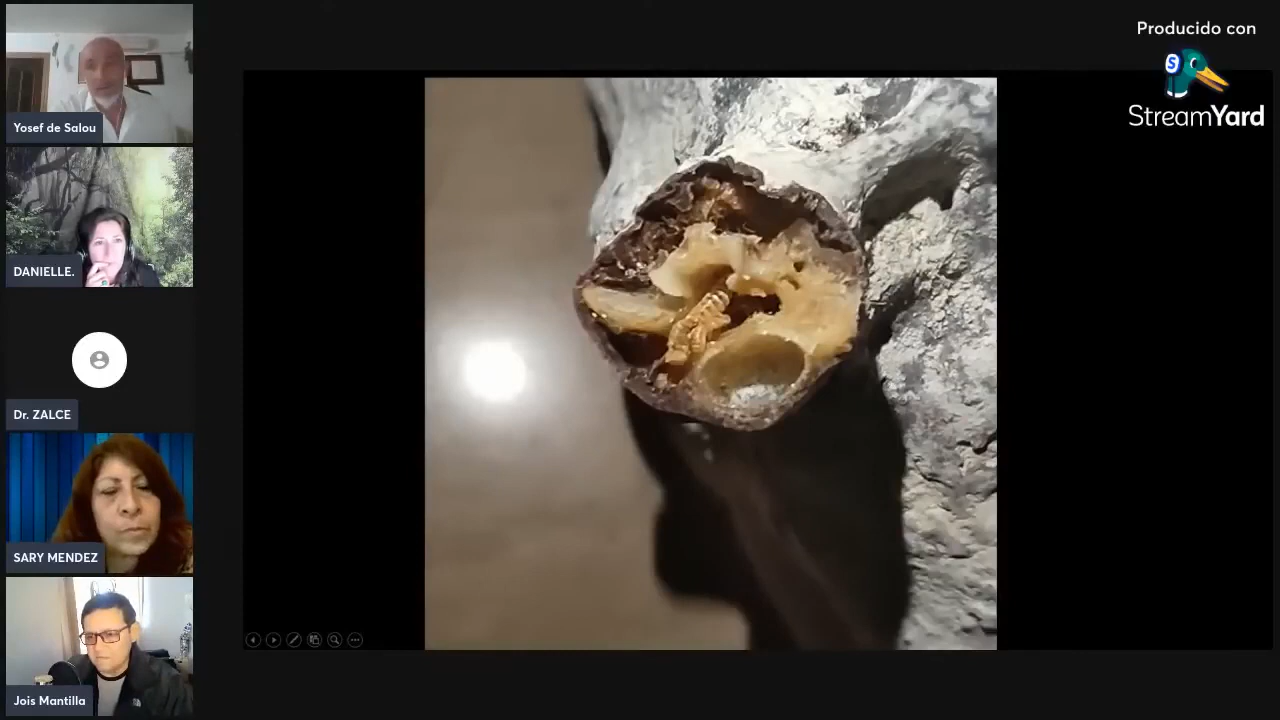 Producido con
StreamYard
Yosef de Salou
DANIELLE.
Dr. ZALCE
SARY MENDEZ
Jois Mantilla